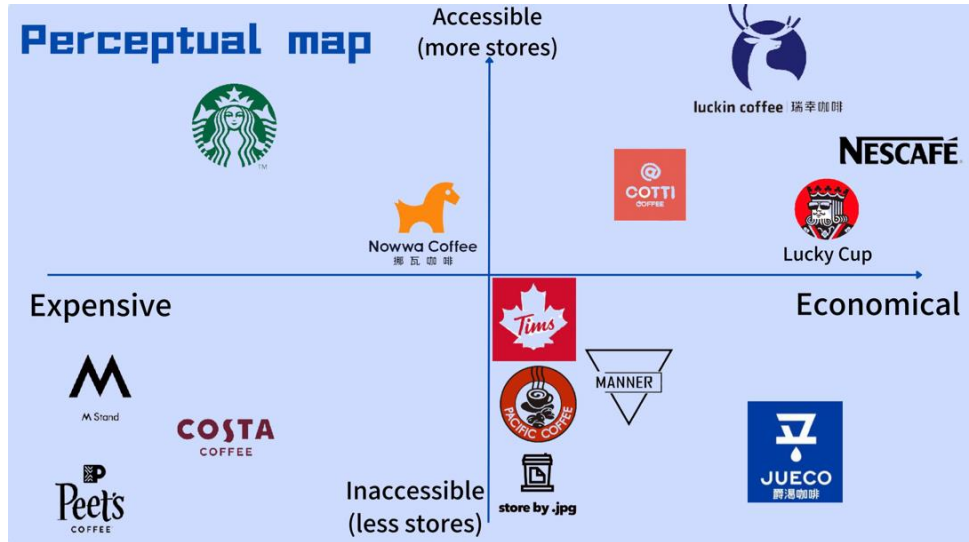 Perceptual map
Accessible
(more stores)
luckin coffee | 瑞幸咖啡
NESCAFÉ.
@
COTTI
COFFEE
Nowwa Coffee
挪瓦咖啡
Lucky Cup
TM
Expensive
Economical
Tims
MANNER
M Stand
PACIFIC COFFEE
COSTA
COFFEE
JUECO
爵渴咖啡
P
Peet's
COFFEE
Inaccessible
(less stores)
store by .jpg